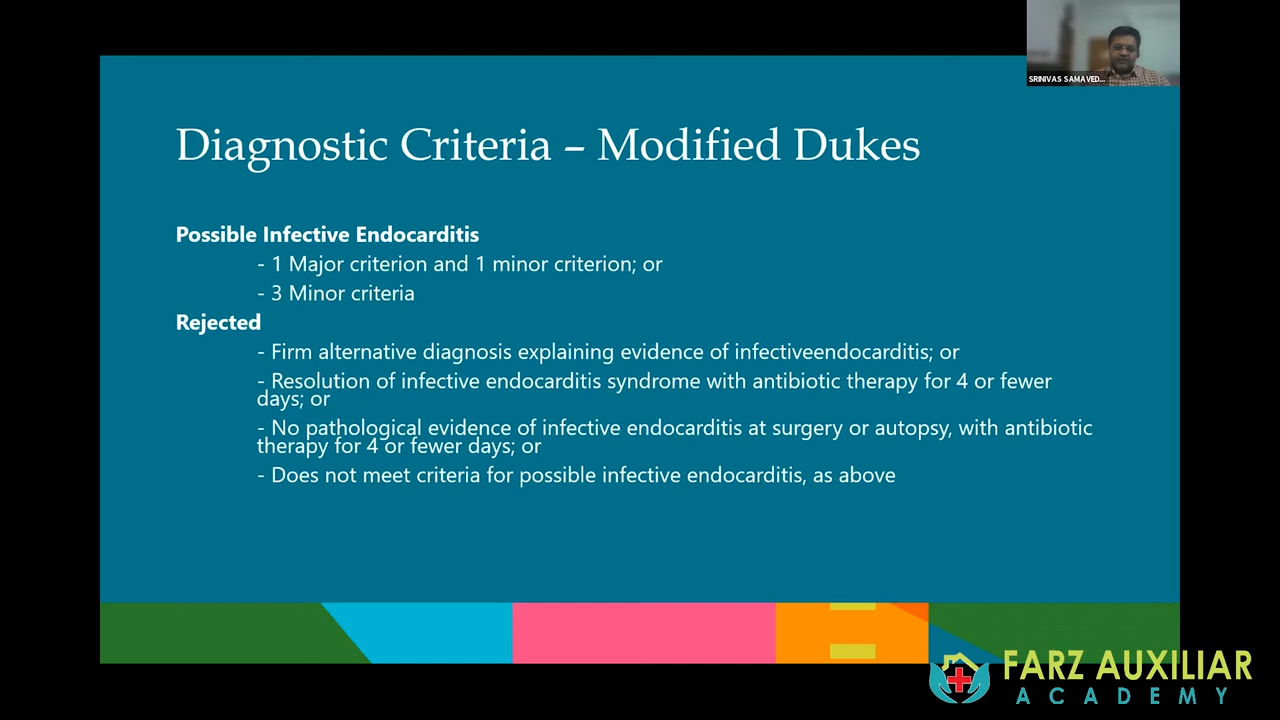 SRINIVAS SAMAVED...
Diagnostic Criteria – Modified Dukes
Possible Infective Endocarditis
- 1 Major criterion and 1 minor criterion; or
- 3 Minor criteria
Rejected
- Firm alternative diagnosis explaining evidence of infectiveendocarditis; or
- Resolution of infective endocarditis syndrome with antibiotic therapy for 4 or fewer
days; or
- No pathological evidence of infective endocarditis at surgery or autopsy, with antibiotic
therapy for 4 or fewer days; or
- Does not meet criteria for possible infective endocarditis, as above
FARZ AUXILIAR
ACADEMY